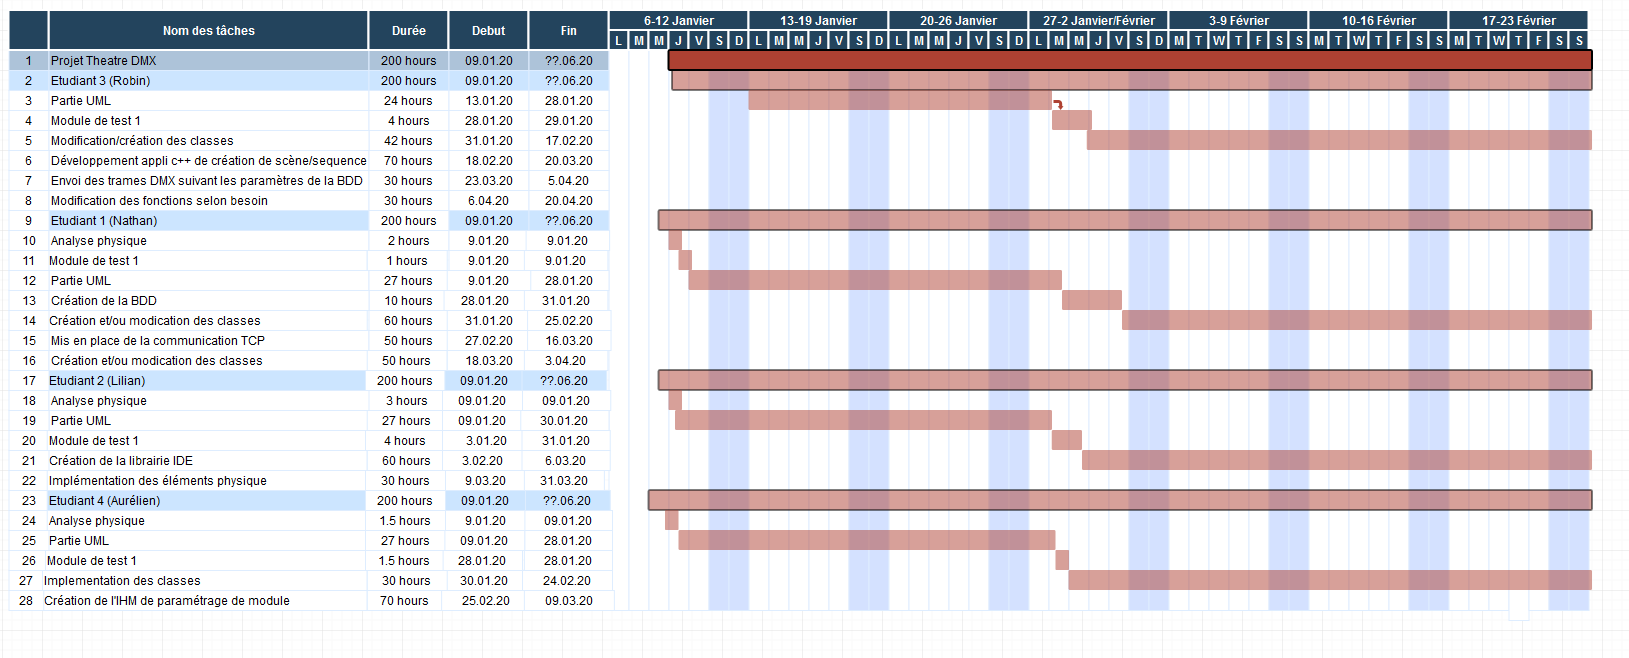 Nom des tâches Durée Debut Fin 6-12 Janvier 13-19 Janvier 20-26 Janvier 27-2 Janvier/Février 3-9 Février 10-16 Février 17-23 Février
L M M J V S D L M M J V S D L M M J V S D L M M J V S D M T W T F S S M T W T F S S M T W T F S S
1 Projet Theatre DMX 200 hours 09.01.20 ??.06.20
2 Etudiant 3 (Robin) 200 hours 09.01.20 ??.06.20
3 Partie UML 24 hours 13.01.20 28.01.20
4 Module de test 1 4 hours 28.01.20 29.01.20
5 Modification/création des classes 42 hours 31.01.20 17.02.20
6 Développement appli c++ de création de scène/sequence 70 hours 18.02.20 20.03.20
7 Envoi des trames DMX suivant les paramètres de la BDD 30 hours 23.03.20 5.04.20
8 Modification des fonctions selon besoin 30 hours 6.04.20 20.04.20
9 Etudiant 1 (Nathan) 200 hours 09.01.20 ??.06.20
10 Analyse physique 2 hours 9.01.20 9.01.20
11 Module de test 1 1 hours 9.01.20 9.01.20
12 Partie UML 27 hours 9.01.20 28.01.20
13 Création de la BDD 10 hours 28.01.20 31.01.20
14 Création et/ou modication des classes 60 hours 31.01.20 25.02.20
15 Mis en place de la communication TCP 50 hours 27.02.20 16.03.20
16 Création et/ou modication des classes 50 hours 18.03.20 3.04.20
17 Etudiant 2 (Lilian) 200 hours 09.01.20 ??.06.20
18 Analyse physique 3 hours 09.01.20 09.01.20
19 Partie UML 27 hours 09.01.20 30.01.20
20 Module de test 1 4 hours 3.01.20 31.01.20
21 Création de la librairie IDE 60 hours 3.02.20 6.03.20
22 Implémentation des éléments physique 30 hours 9.03.20 31.03.20
23 Etudiant 4 (Aurélien) 200 hours 09.01.20 ??.06.20
24 Analyse physique 1.5 hours 9.01.20 09.01.20
25 Partie UML 27 hours 09.01.20 28.01.20
26 Module de test 1 1.5 hours 28.01.20 28.01.20
27 Implementation des classes 30 hours 30.01.20 24.02.20
28 Création de l'IHM de paramétrage de module 70 hours 25.02.20 09.03.20